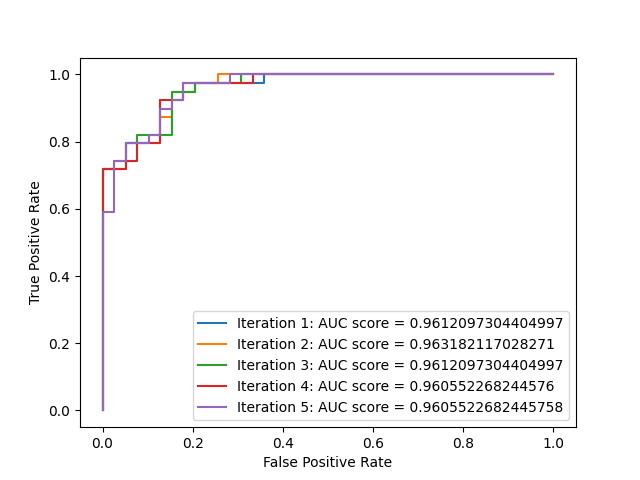 1.0
0.8
0.6
0.4
0.2
0.0
True Positive Rate
Iteration 1: AUC score = 0.9612097304404997
Iteration 2: AUC score = 0.963182117028271
Iteration 3: AUC score = 0.9612097304404997
Iteration 4: AUC score = 0.960552268244576
Iteration 5: AUC score = 0.9605522682445758
0.0 0.2 0.4 0.6 0.8 1.0
False Positive Rate